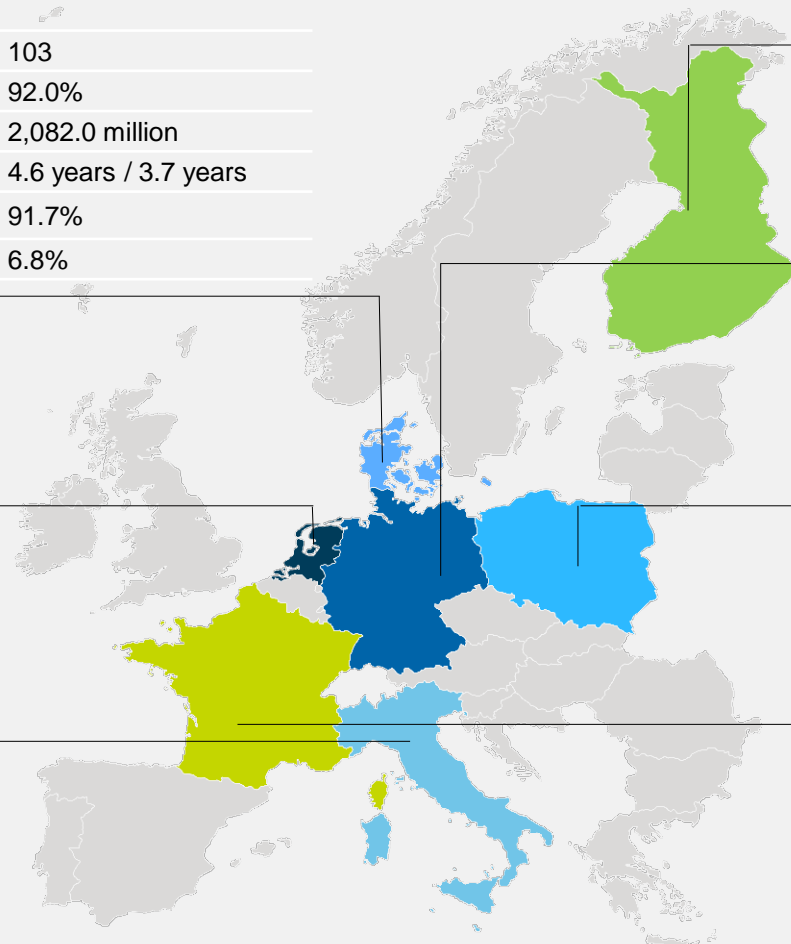 103
92.0%
2,082.0 million
4.6 years / 3.7 years
91.7%
6.8%